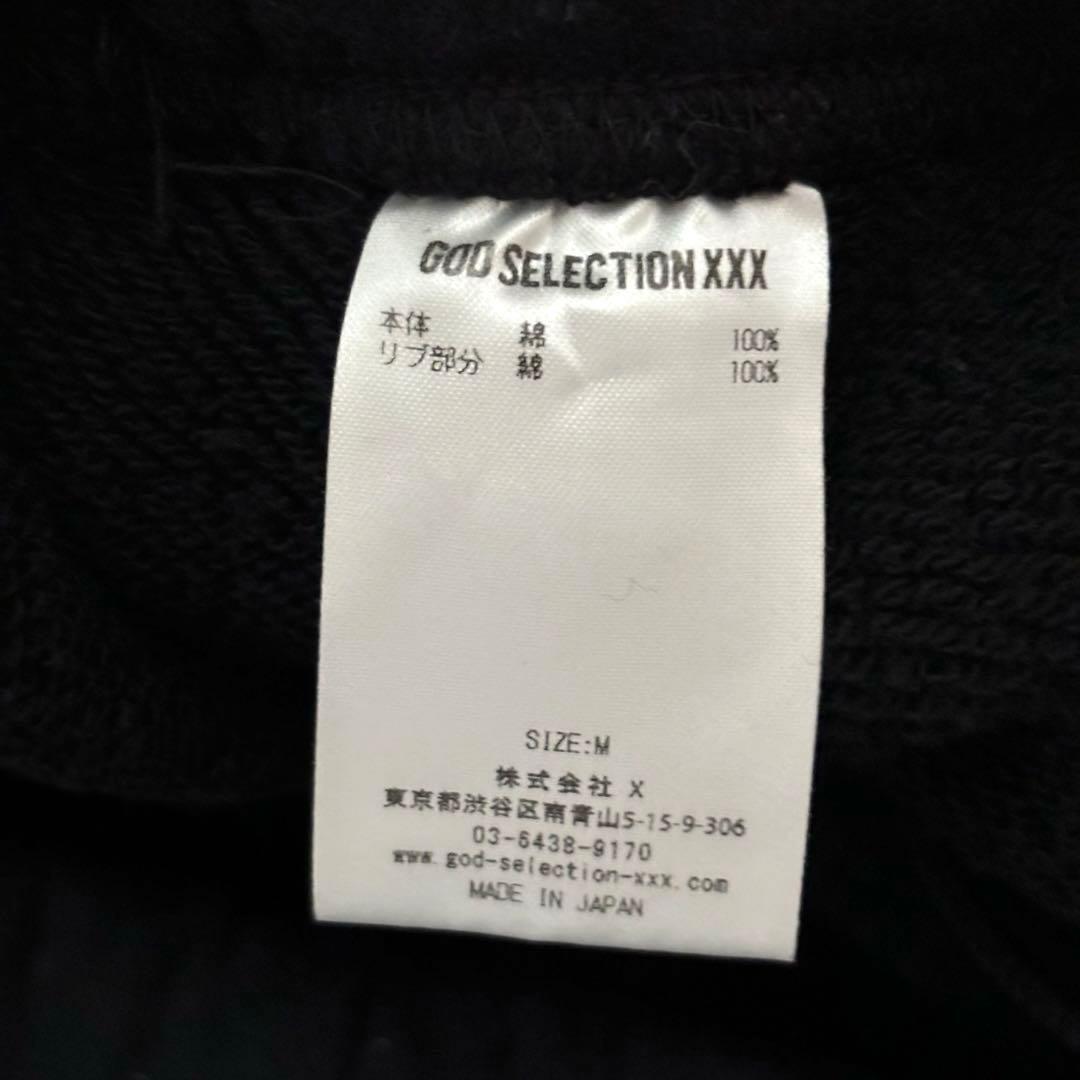 GOD SELECTION XXX
本体 綿 100%
リブ部分 綿 100%
SIZE:M
株式会社 X
東京都渋谷区南青山5-15-9-306
03-6438-9170
www.god-selection-xxx.com
MADE IN JAPAN